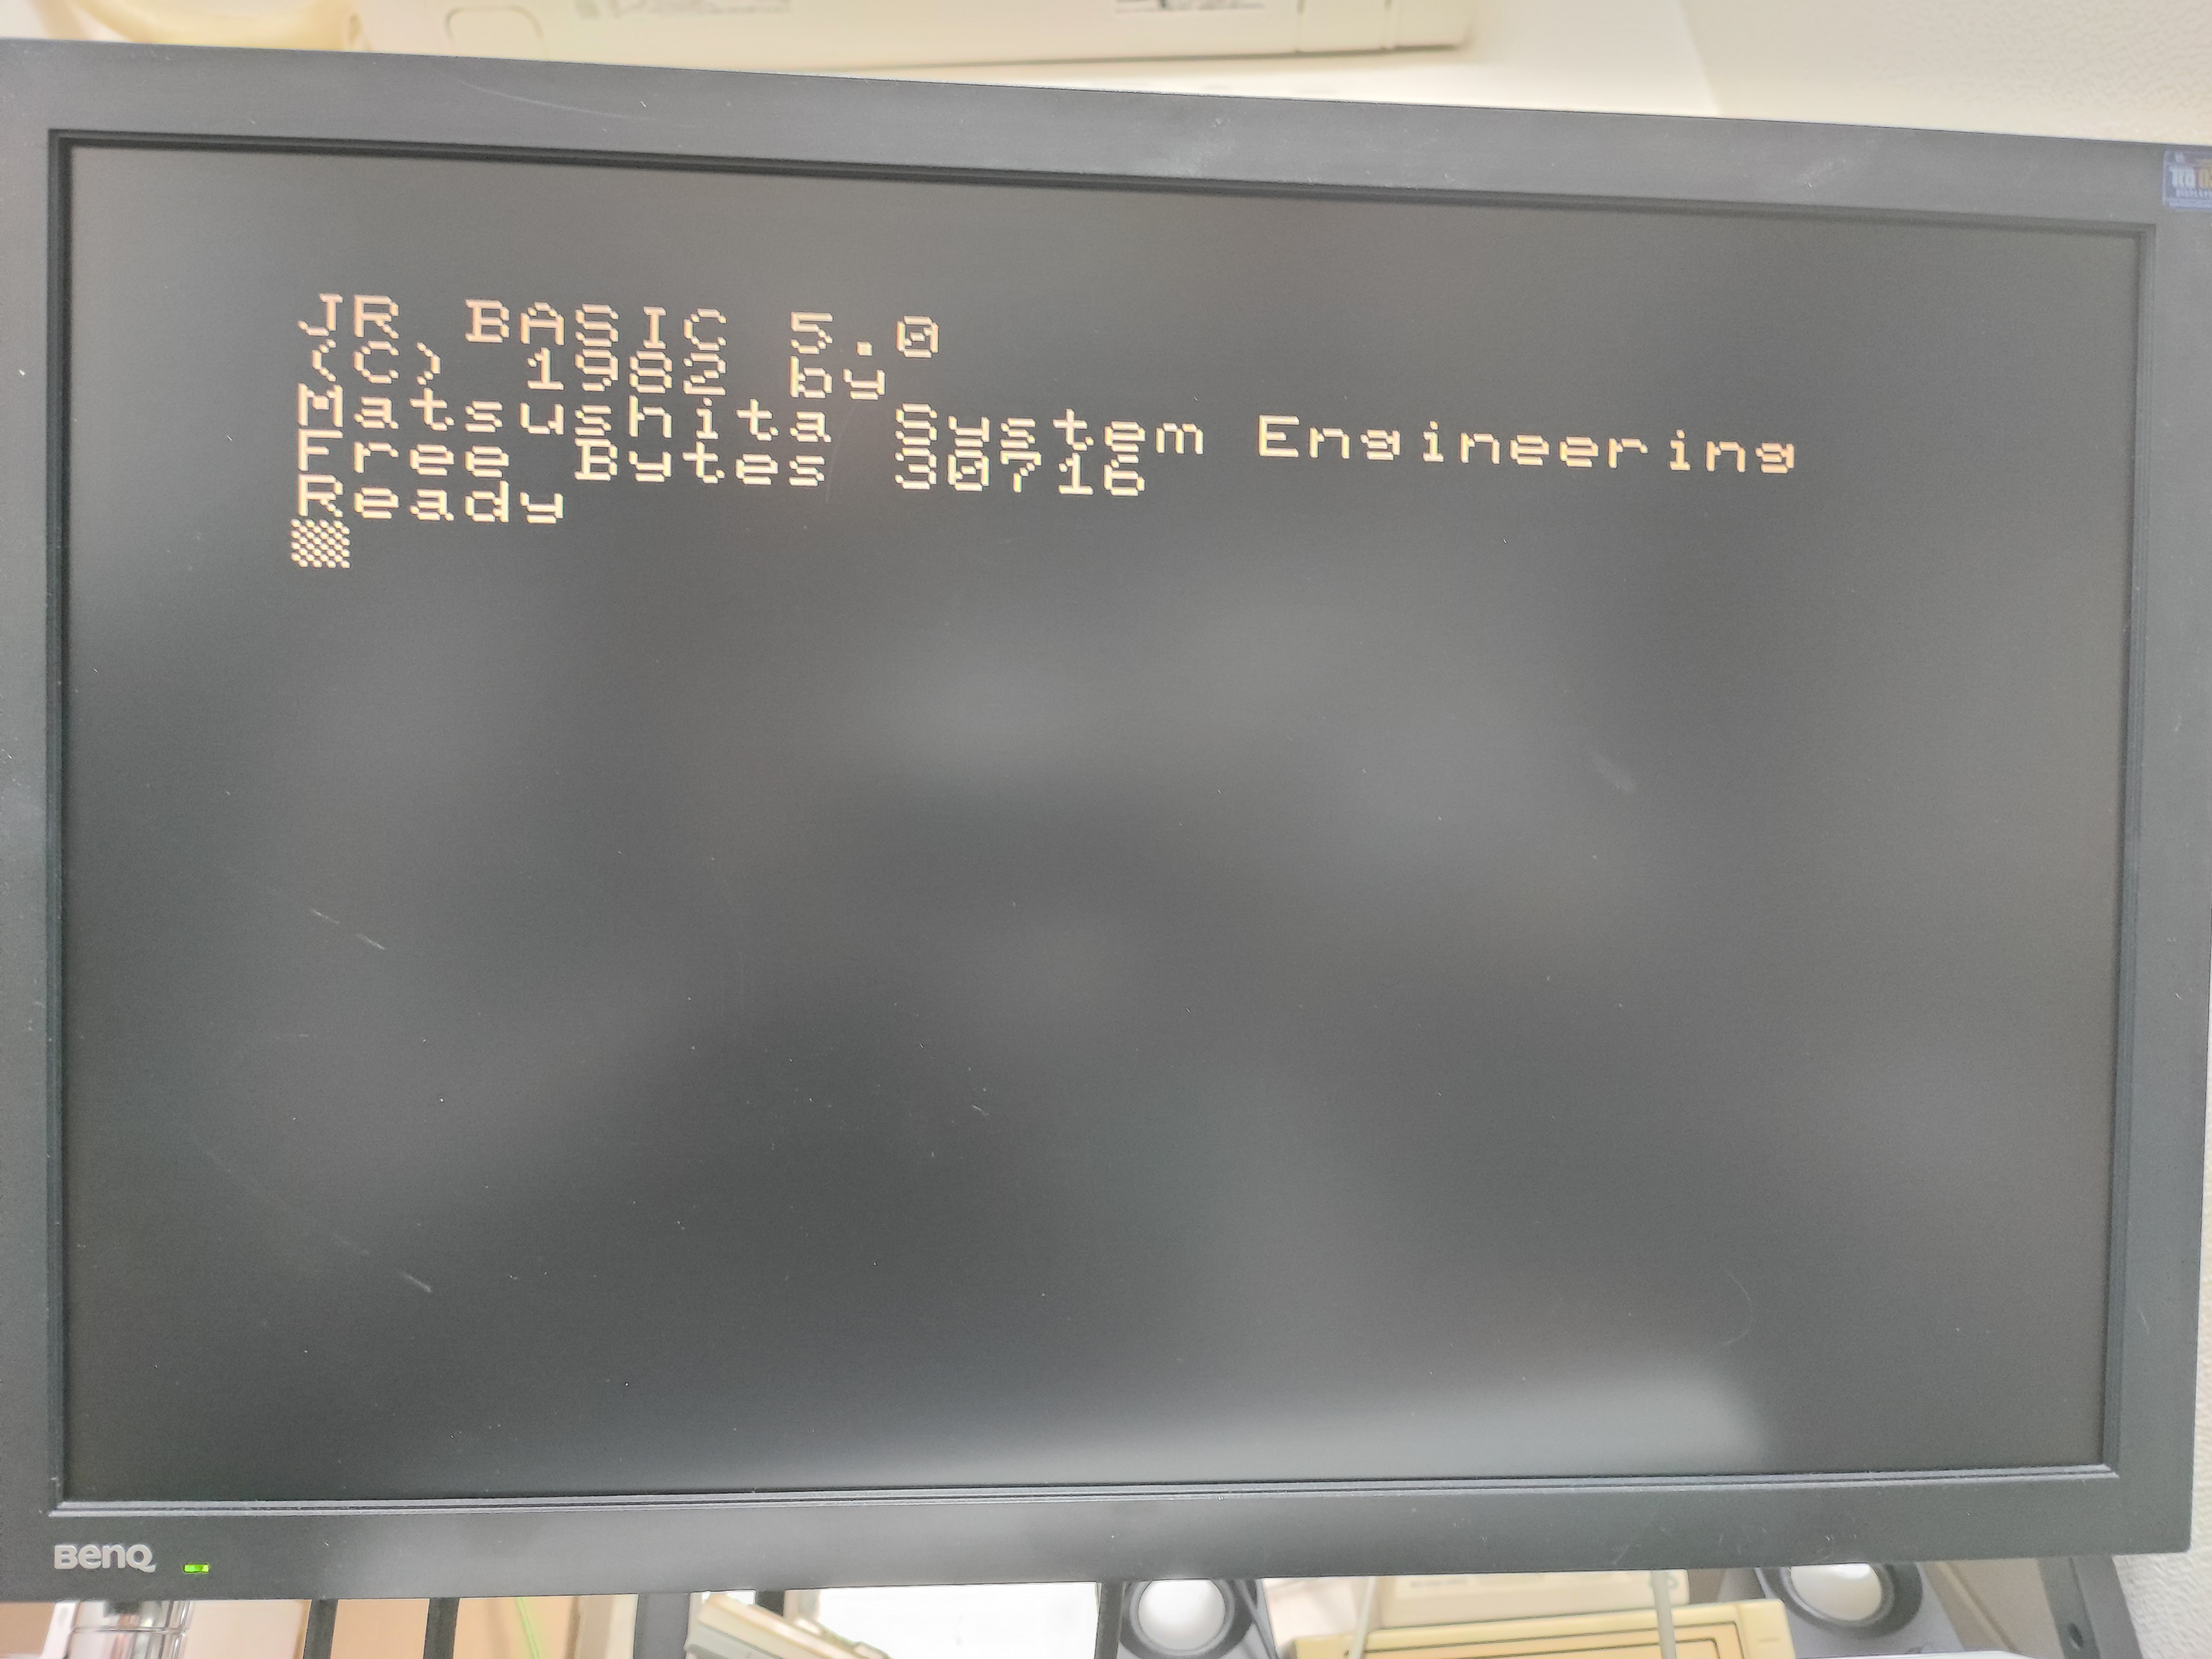 JR BASIC 5.0
(C) 1982 by
Matsushita System Engineering
Free Bytes 30716
Ready
BenQ